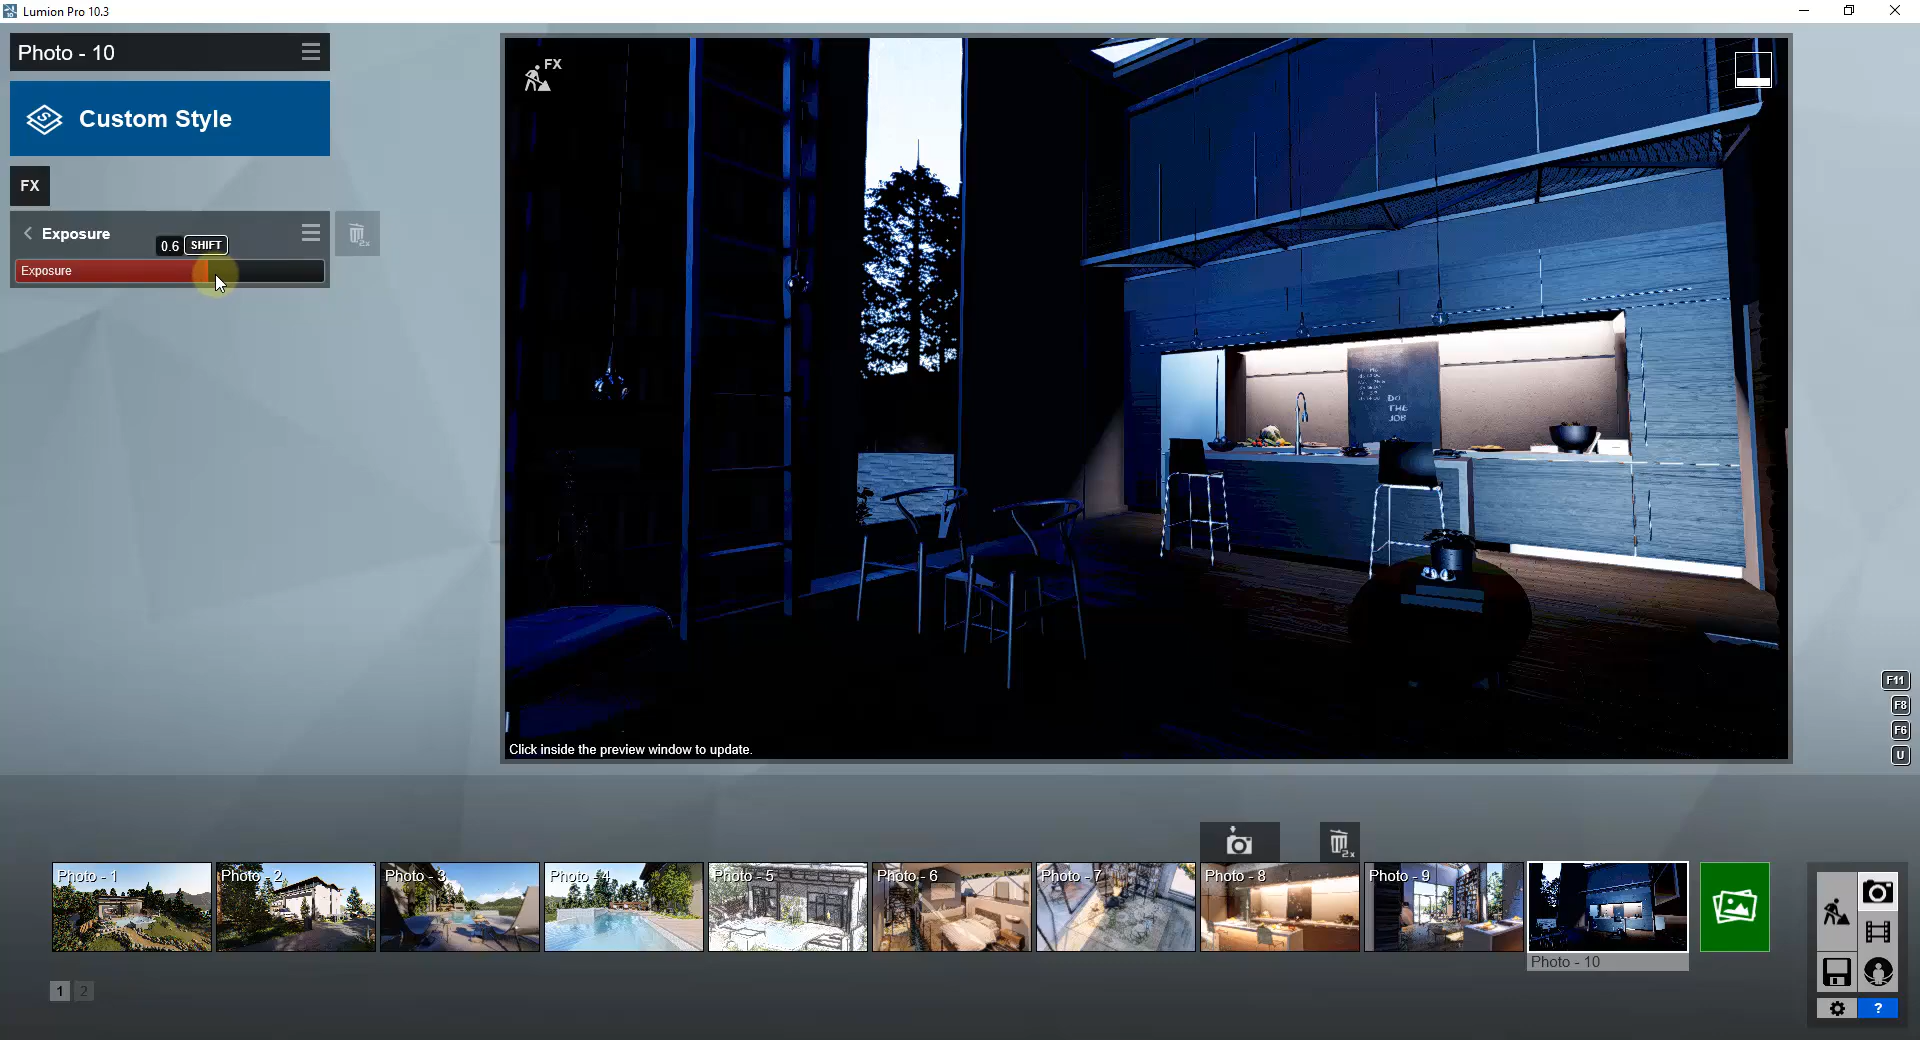 Lumion Pro 10.3
Photo - 10
Custom Style
FX
Exposure
0.6 SHIFT
Exposure
FX
DO
THE
JOB
Click inside the preview window to update.
F11
F8
F6
U
Photo - 1
Photo - 2
Photo - 3
Photo - 4
Photo - 5
Photo - 6
Photo - 7
Photo - 8
Photo - 9
Photo - 10
1 2
?